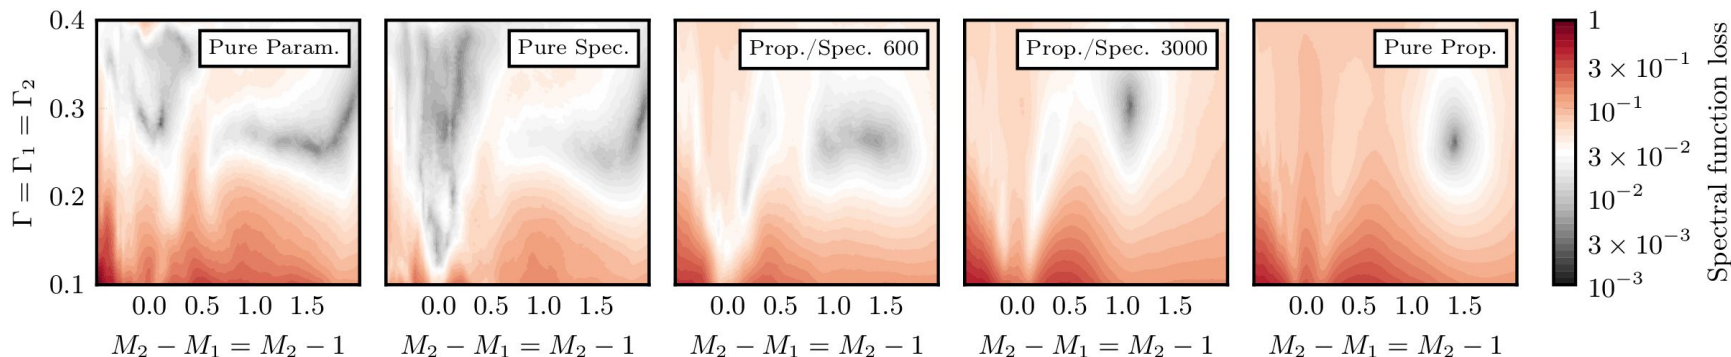 Γ = Γ₁ = Γ₂
0.4
0.3
0.2
0.1
Pure Param.
0.0 0.5 1.0 1.5
M₂ − M₁ = M₂ − 1
Pure Spec.
0.0 0.5 1.0 1.5
M₂ − M₁ = M₂ − 1
Prop./Spec. 600
0.0 0.5 1.0 1.5
M₂ − M₁ = M₂ − 1
Prop./Spec. 3000
0.0 0.5 1.0 1.5
M₂ − M₁ = M₂ − 1
Pure Prop.
0.0 0.5 1.0 1.5
M₂ − M₁ = M₂ − 1
1
3 × 10⁻¹
10⁻¹
3 × 10⁻²
10⁻²
3 × 10⁻³
10⁻³
Spectral function loss